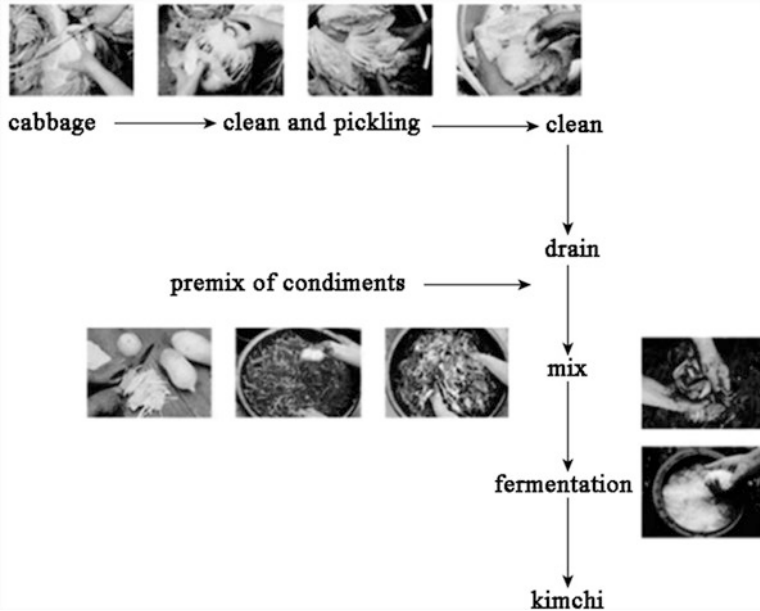 cabbage
clean and pickling
clean
drain
premix of condiments
mix
fermentation
kimchi